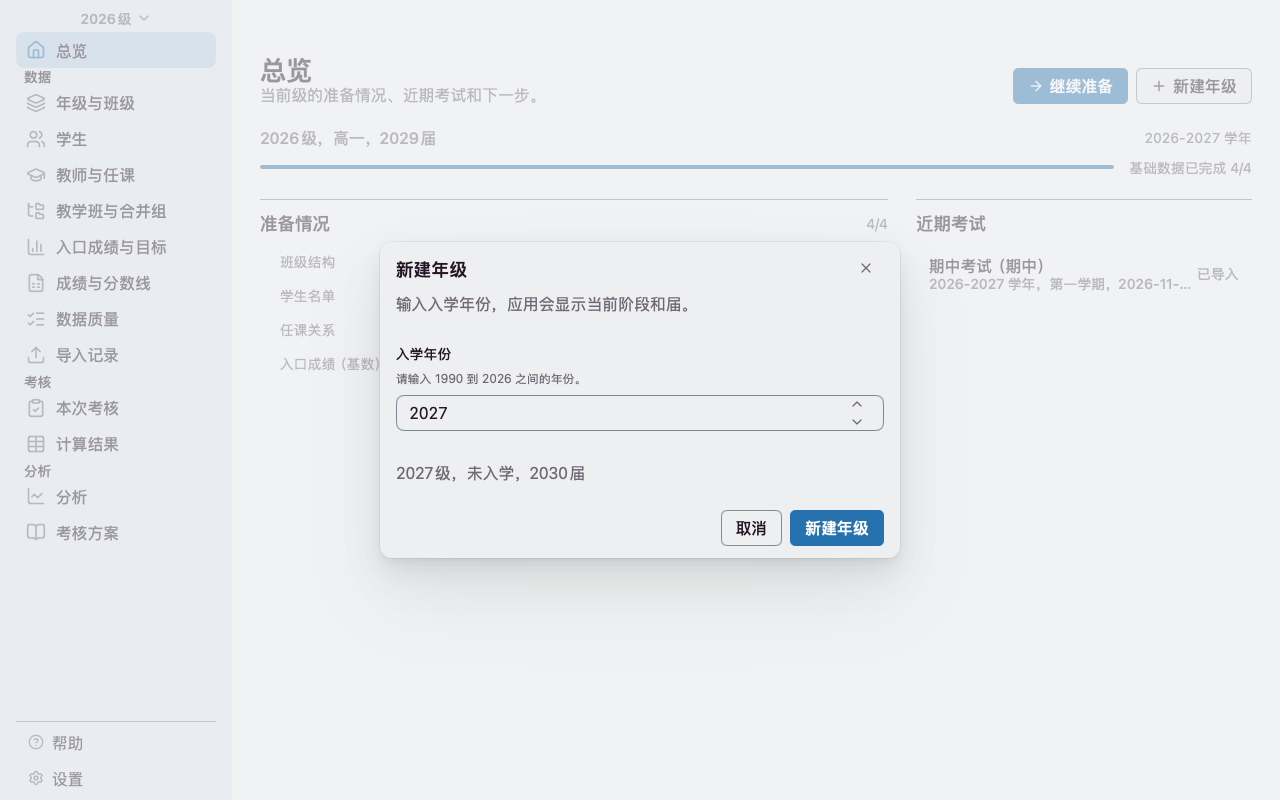 2026级
总览
数据
年级与班级
学生
教师与任课
教学班与合并组
入口成绩与目标
成绩与分数线
数据质量
导入记录
考核
本次考核
计算结果
分析
分析
考核方案
帮助
设置
总览
当前级的准备情况、近期考试和下一步。
继续准备
新建年级
2026级，高一，2029届
2026-2027 学年
基础数据已完成 4/4
准备情况
4/4
班级结构
学生名单
任课关系
入口成绩（基数）
近期考试
期中考试（期中）
2026-2027 学年，第一学期，2026-11-...
已导入
新建年级
输入入学年份，应用会显示当前阶段和届。
入学年份
请输入 1990 到 2026 之间的年份。
2027
2027级，未入学，2030届
取消
新建年级